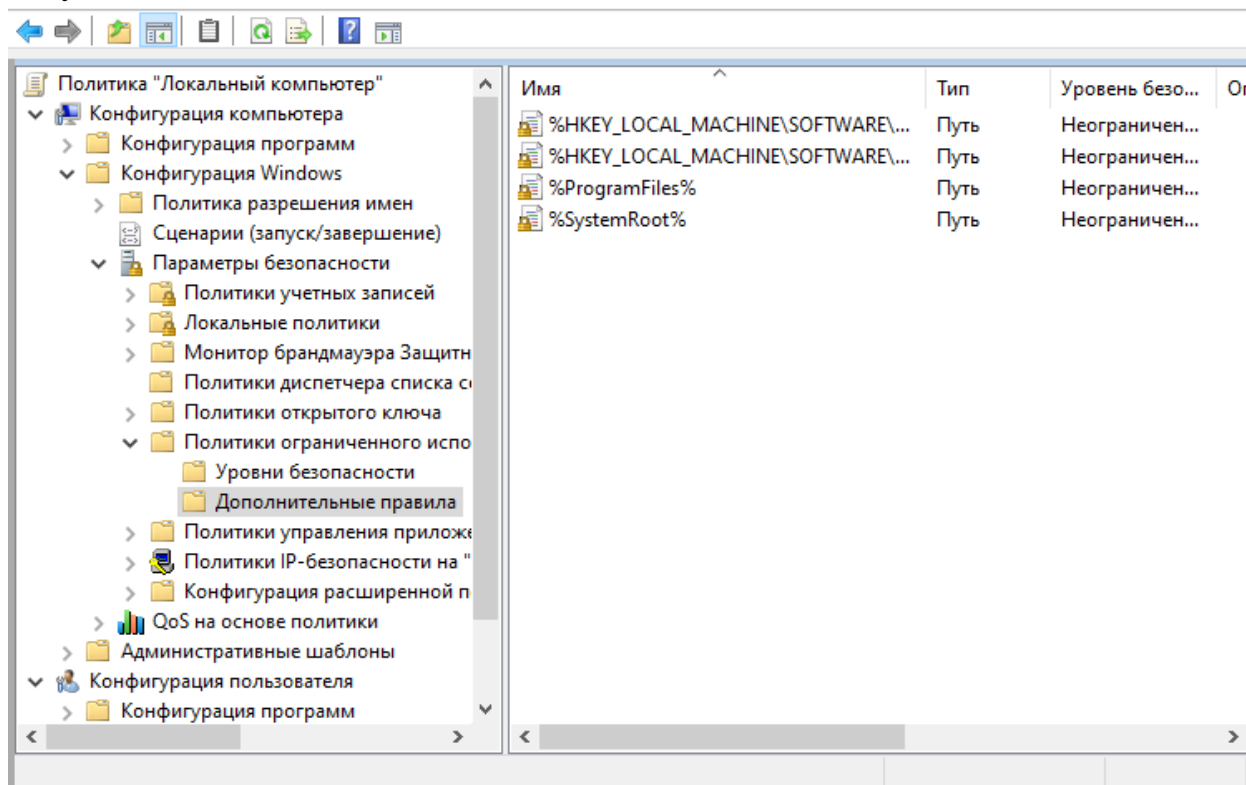 Политика "Локальный компьютер"
Конфигурация компьютера
Конфигурация программ
Конфигурация Windows
Политика разрешения имен
Сценарии (запуск/завершение)
Параметры безопасности
Политики учетных записей
Локальные политики
Монитор брандмауэра Защитн
Политики диспетчера списка
Политики открытого ключа
Политики ограниченного испо
Уровни безопасности
Дополнительные правила
Политики управления приложе
Политики IP-безопасности на "
Конфигурация расширенной п
QoS на основе политики
Административные шаблоны
Конфигурация пользователя
Конфигурация программ
Имя Тип Уровень безо...
%HKEY_LOCAL_MACHINE\SOFTWARE\... Путь Неограничен...
%HKEY_LOCAL_MACHINE\SOFTWARE\... Путь Неограничен...
%ProgramFiles% Путь Неограничен...
%SystemRoot% Путь Неограничен...